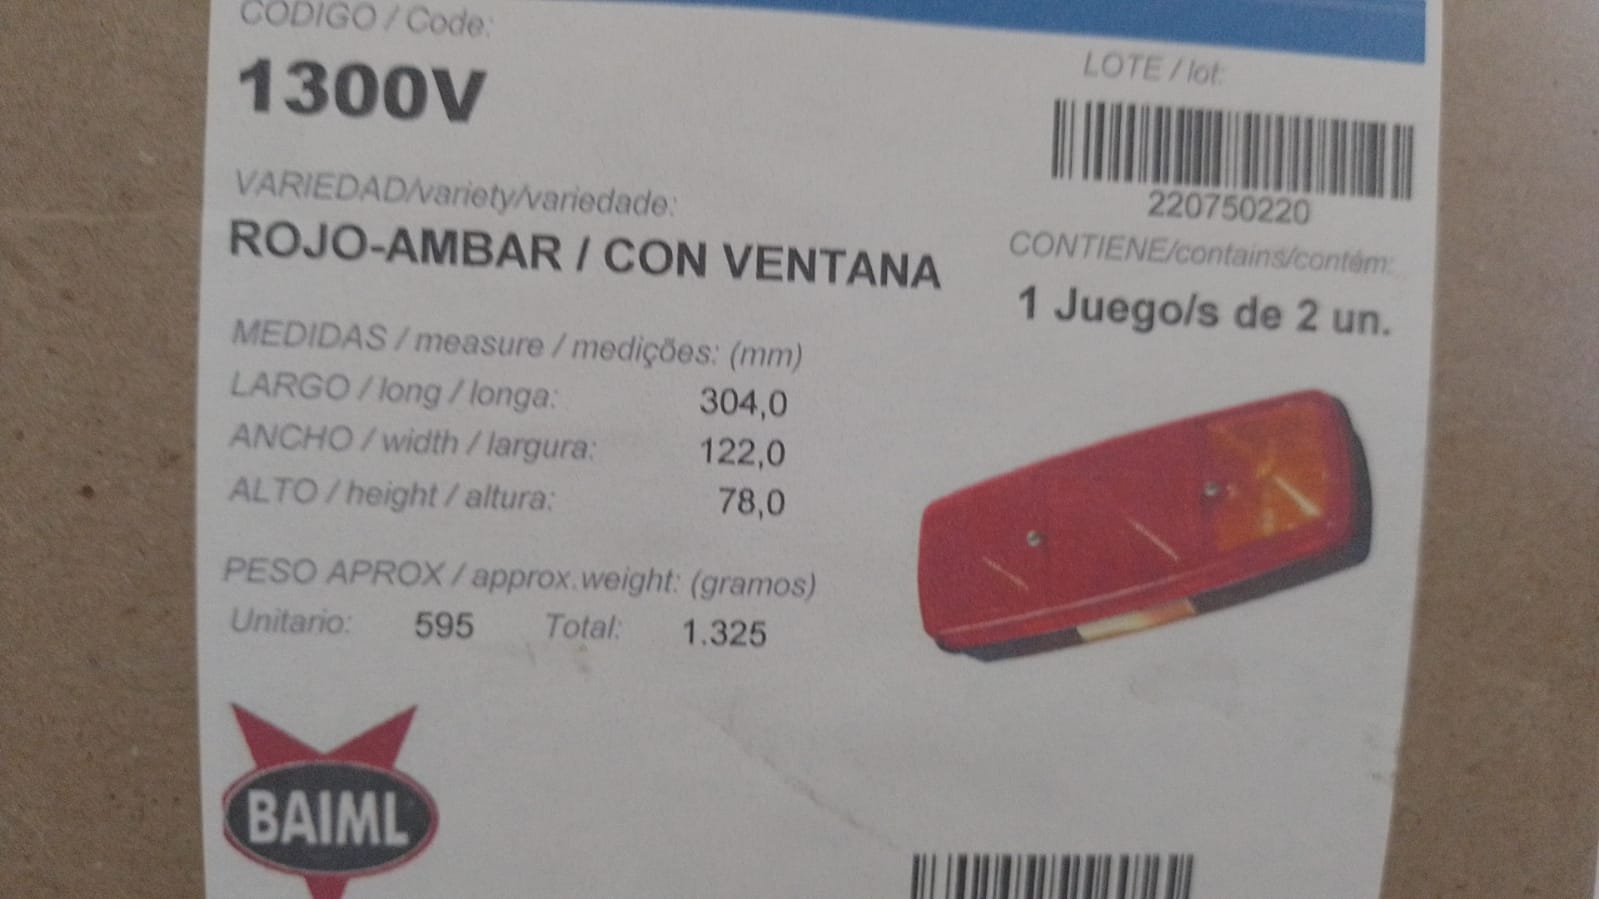 CODIGO / Code:
1300V
VARIEDAD/variety/variedade:
ROJO-AMBAR / CON VENTANA
MEDIDAS / measure / medições: (mm)
LARGO / long / longa: 304,0
ANCHO / width / largura: 122,0
ALTO / height / altura: 78,0
PESO APROX / approx.weight: (gramos)
Unitario: 595 Total: 1.325
BAIML
LOTE / lot:
220750220
CONTIENE/contains/contém:
1 Juego/s de 2 un.